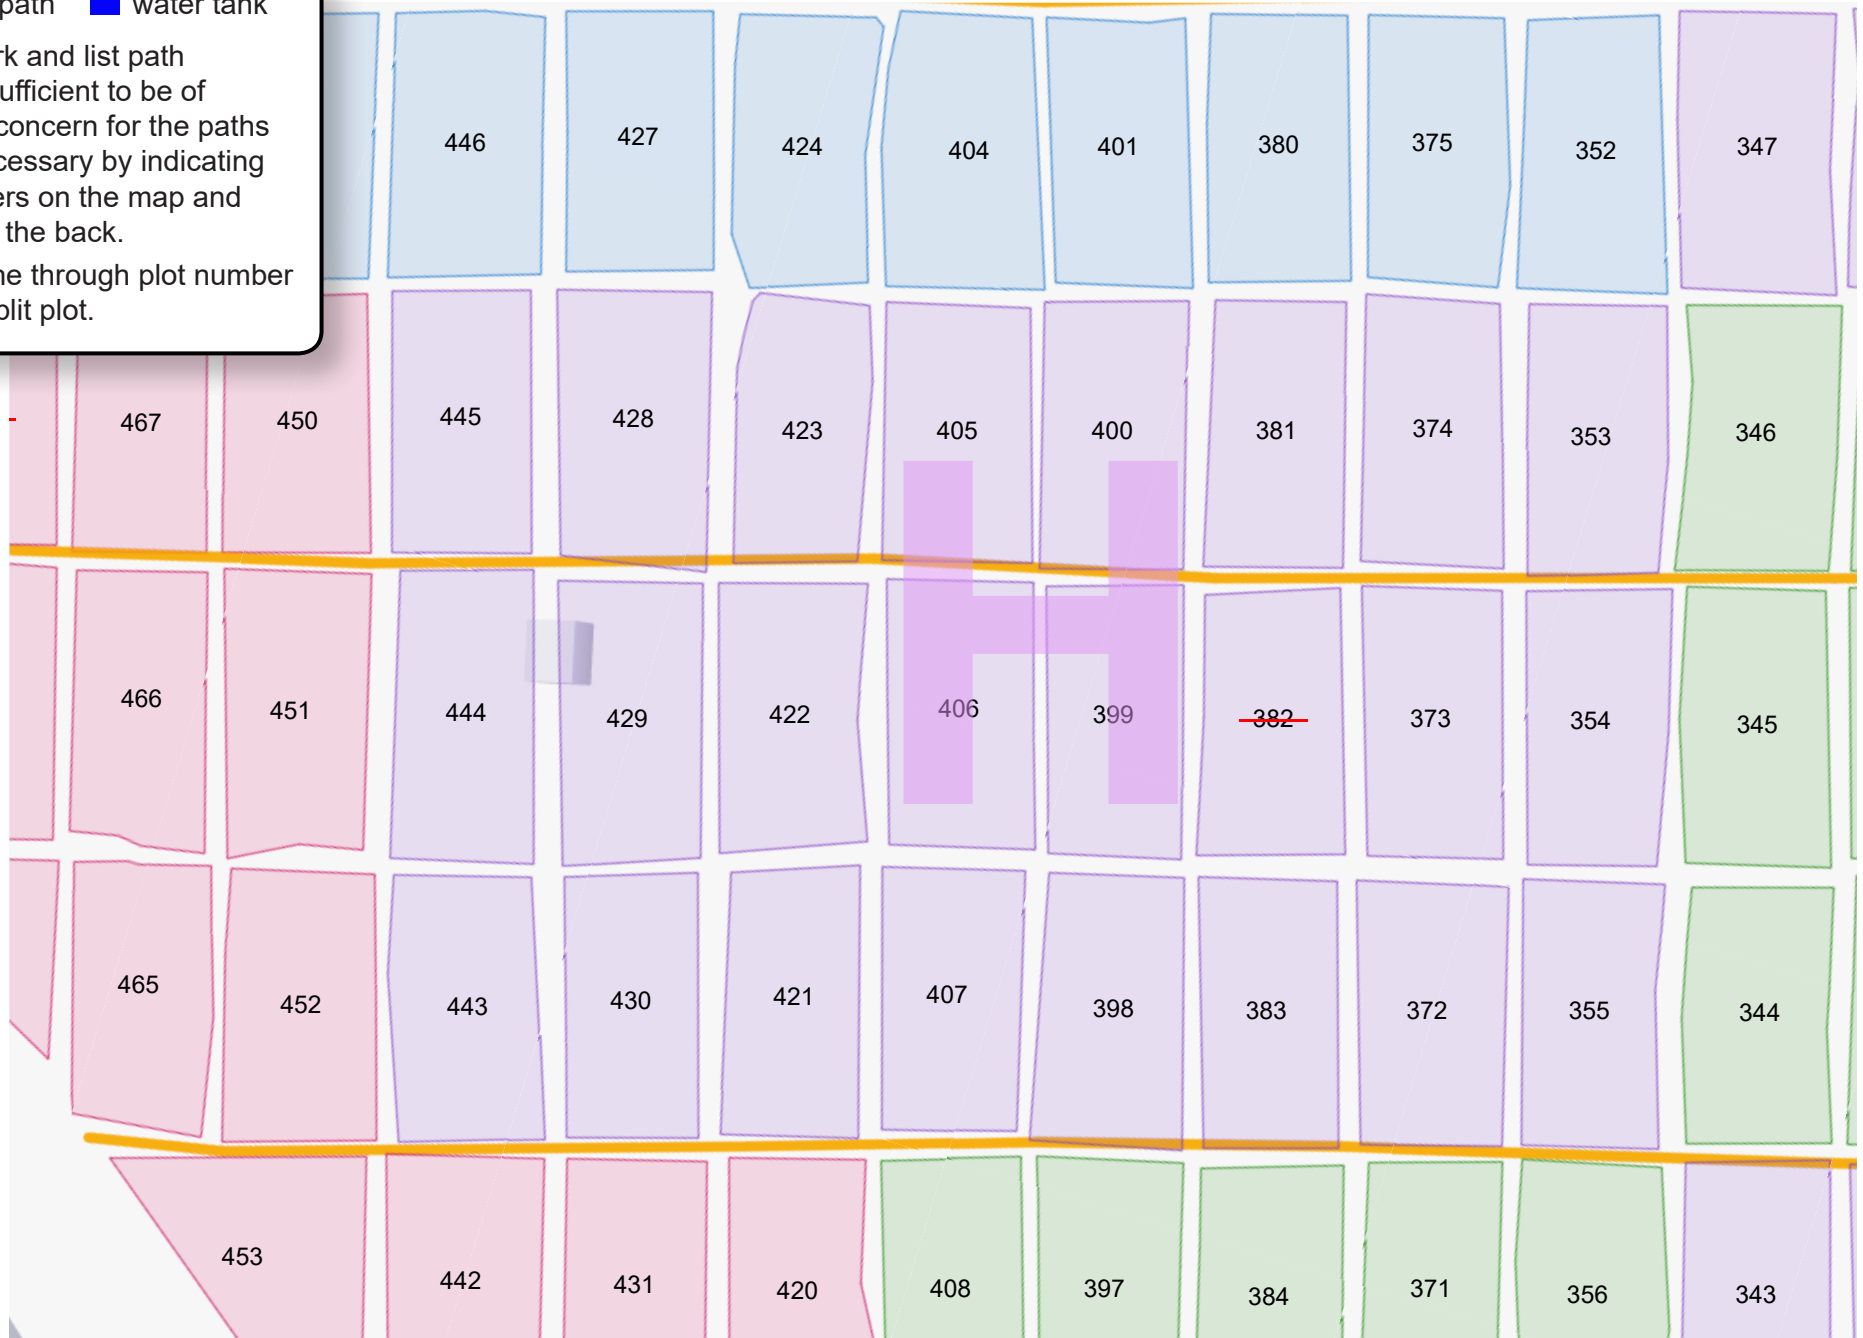 path water tank
rk and list path
ufficient to be of
concern for the paths
cessary by indicating
ers on the map and
the back.
ne through plot number
plit plot.
446 427 424 404 401 380 375 352 347
467 450 445 428 423 405 400 381 374 353 346
H
466 451 444 429 422 406 399 382 373 354 345
465 452 443 430 421 407 398 383 372 355 344
453 442 431 420 408 397 384 371 356 343